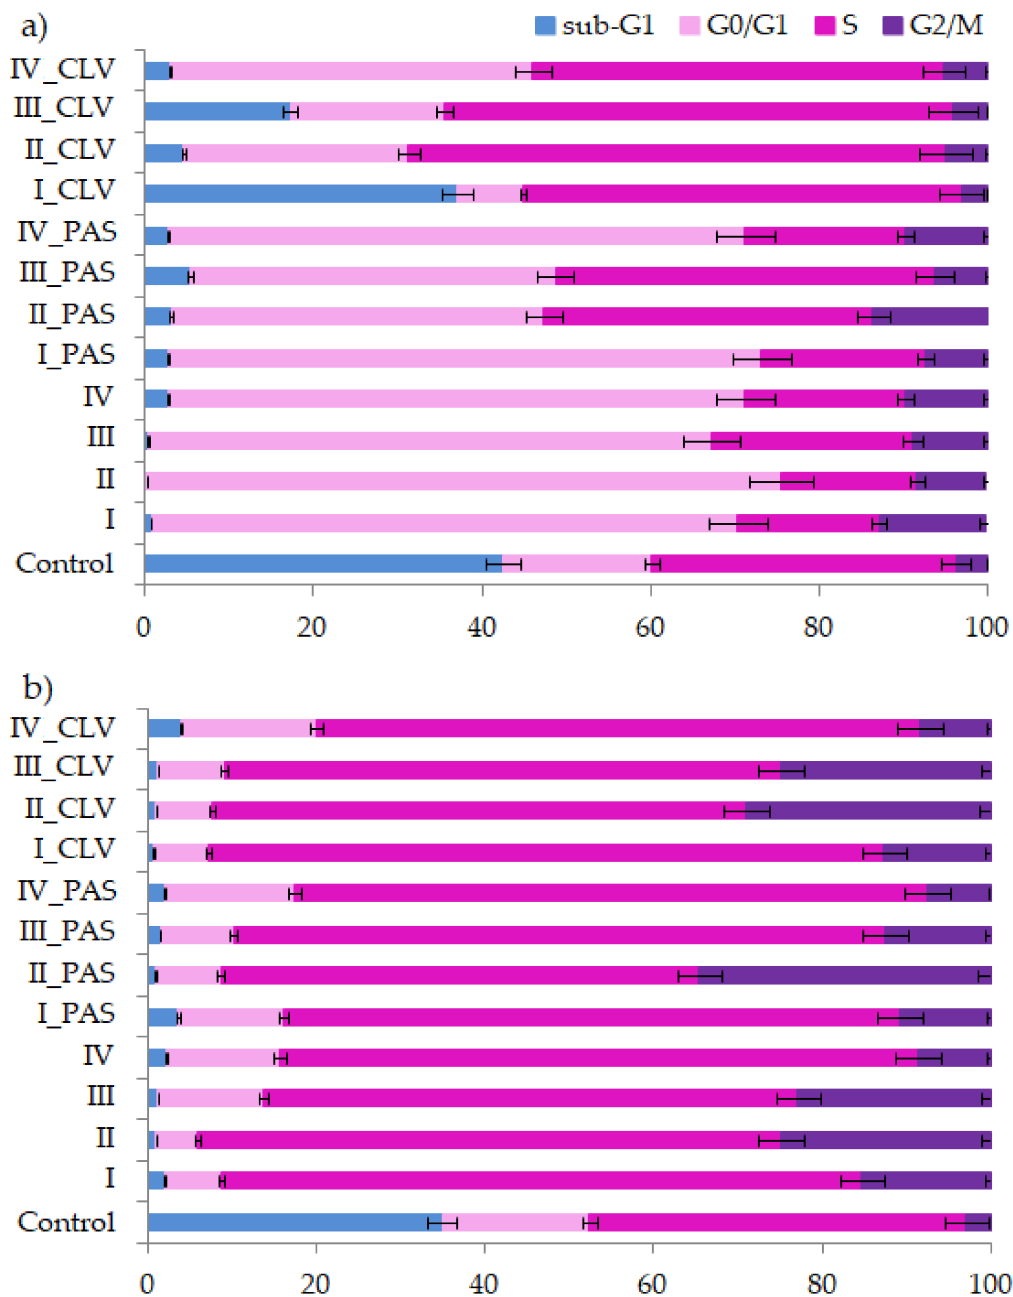 a)
sub-G1 G0/G1 S G2/M
IV_CLV
III_CLV
II_CLV
I_CLV
IV_PAS
III_PAS
II_PAS
I_PAS
IV
III
II
I
Control
0 20 40 60 80 100
b)
IV_CLV
III_CLV
II_CLV
I_CLV
IV_PAS
III_PAS
II_PAS
I_PAS
IV
III
II
I
Control
0 20 40 60 80 100